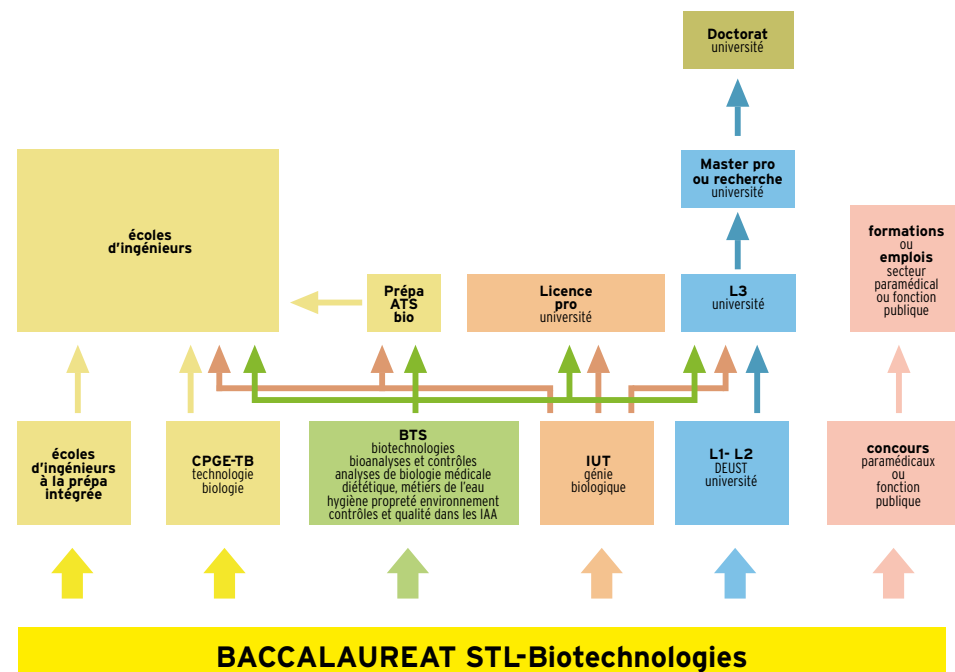 Doctorat
université
Master pro
ou recherche
université
écoles
d'ingénieurs
formations
ou
emplois
secteur
paramédical
ou fonction
publique
Prépa
ATS
bio
Licence
pro
université
L3
université
écoles
d'ingénieurs
à la prépa
intégrée
CPGE-TB
technologie
biologie
BTS
biotechnologies
bioanalyses et contrôles
analyses de biologie médicale
diététique, métiers de l'eau
hygiène propreté environnement
contrôles et qualité dans les IAA
IUT
génie
biologique
L1- L2
DEUST
université
concours
paramédicaux
ou
fonction
publique
BACCALAUREAT STL-Biotechnologies